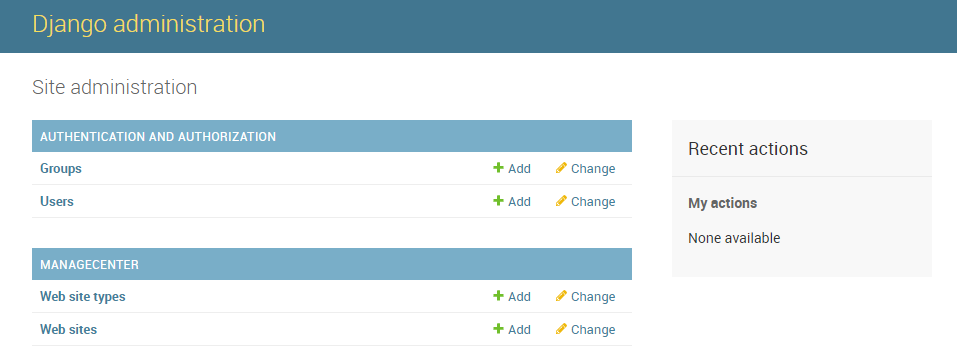 Django administration
Site administration
AUTHENTICATION AND AUTHORIZATION
Groups Add Change
Users Add Change
MANAGECENTER
Web site types Add Change
Web sites Add Change
Recent actions
My actions
None available